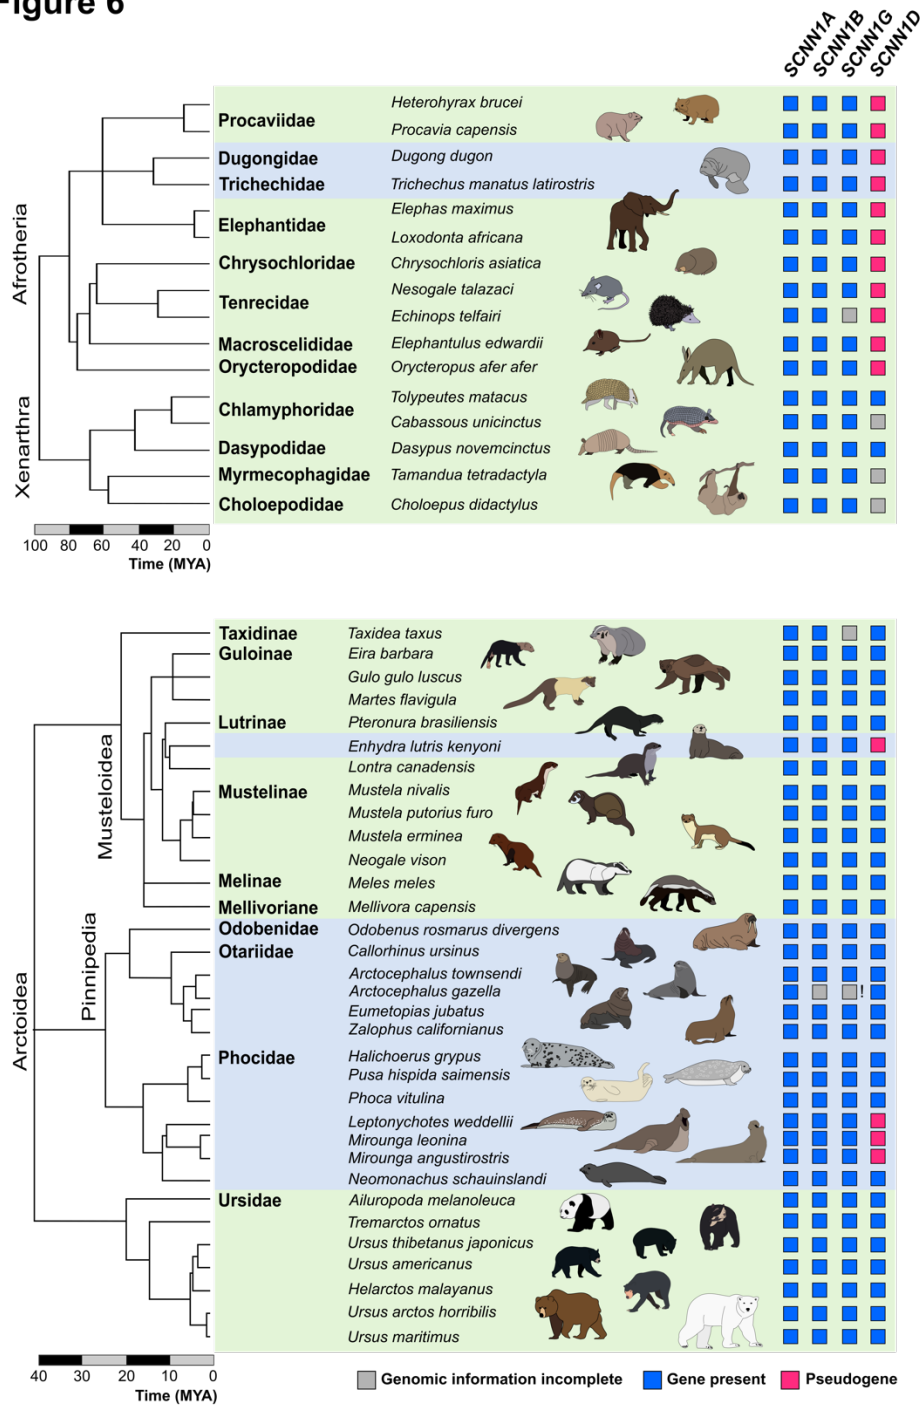 Figure 6
SCNN1A SCNN1B SCNN1G SCNN1D
Afrotheria
Xenarthra
Procaviidae
Heterohyrax brucei
Procavia capensis
Dugongidae Dugong dugon
Trichechidae Trichechus manatus latirostris
Elephantidae
Elephas maximus
Loxodonta africana
Chrysochloridae Chrysochloris asiatica
Tenrecidae
Nesogale talazaci
Echinops telfairi
Macroscelididae Elephantulus edwardii
Orycteropodidae Orycteropus afer afer
Chlamyphoridae
Tolypeutes matacus
Cabassous unicinctus
Dasypodidae Dasypus novemcinctus
Myrmecophagidae Tamandua tetradactyla
Choloepodidae Choloepus didactylus
100 80 60 40 20 0
Time (MYA)
Arctoidea
Musteloidea
Pinnipedia
Taxidinae Taxidea taxus
Guloinae Eira barbara
Gulo gulo luscus
Martes flavigula
Lutrinae Pteronura brasiliensis
Enhydra lutris kenyoni
Lontra canadensis
Mustelinae Mustela nivalis
Mustela putorius furo
Mustela erminea
Neogale vison
Melinae Meles meles
Mellivoriane Mellivora capensis
Odobenidae Odobenus rosmarus divergens
Otariidae Callorhinus ursinus
Arctocephalus townsendi
Arctocephalus gazella !
Eumetopias jubatus
Zalophus californianus
Phocidae Halichoerus grypus
Pusa hispida saimensis
Phoca vitulina
Leptonychotes weddellii
Mirounga leonina
Mirounga angustirostris
Neomonachus schauinslandi
Ursidae Ailuropoda melanoleuca
Tremarctos ornatus
Ursus thibetanus japonicus
Ursus americanus
Helarctos malayanus
Ursus arctos horribilis
Ursus maritimus
40 30 20 10 0
Time (MYA)
Genomic information incomplete Gene present Pseudogene